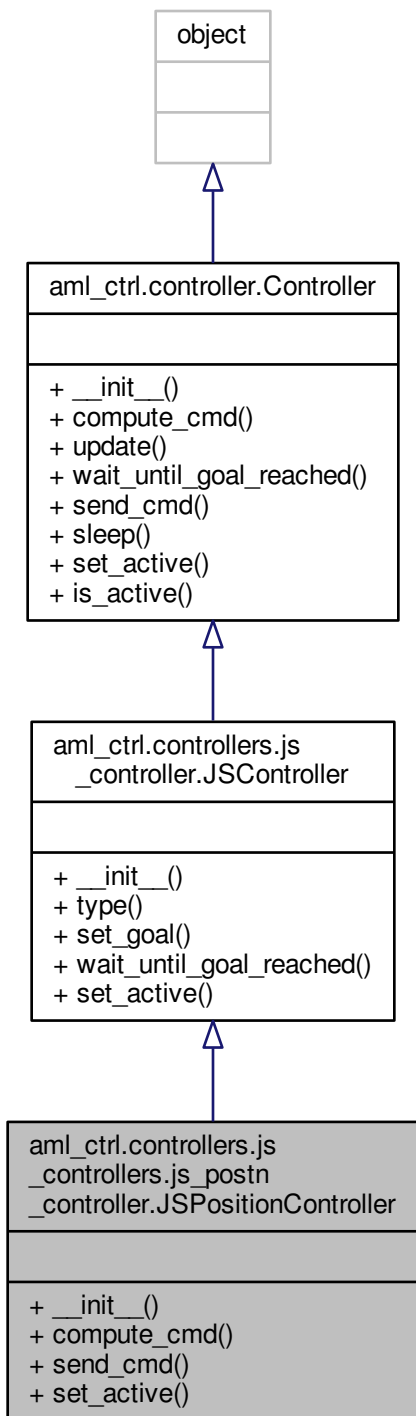 object
aml_ctrl.controller.Controller
+ __init__()
+ compute_cmd()
+ update()
+ wait_until_goal_reached()
+ send_cmd()
+ sleep()
+ set_active()
+ is_active()
aml_ctrl.controllers.js
_controller.JSController
+ __init__()
+ type()
+ set_goal()
+ wait_until_goal_reached()
+ set_active()
aml_ctrl.controllers.js
_controllers.js_postn
_controller.JSPositionController
+ __init__()
+ compute_cmd()
+ send_cmd()
+ set_active()